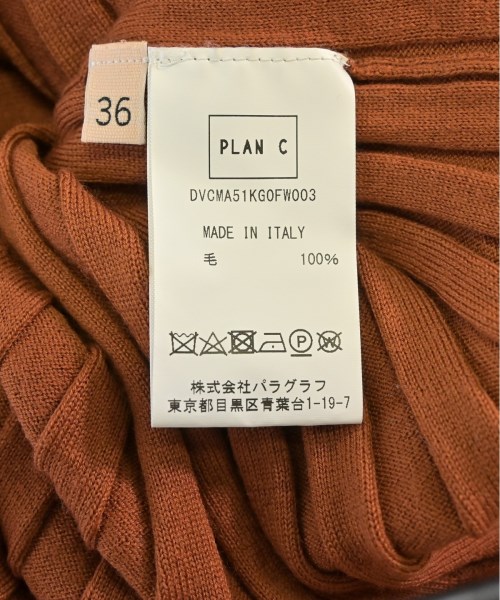 36
PLAN C
DVCMA51KG0FW003
MADE IN ITALY
毛 100%
株式会社パラグラフ
東京都目黒区青葉台1-19-7